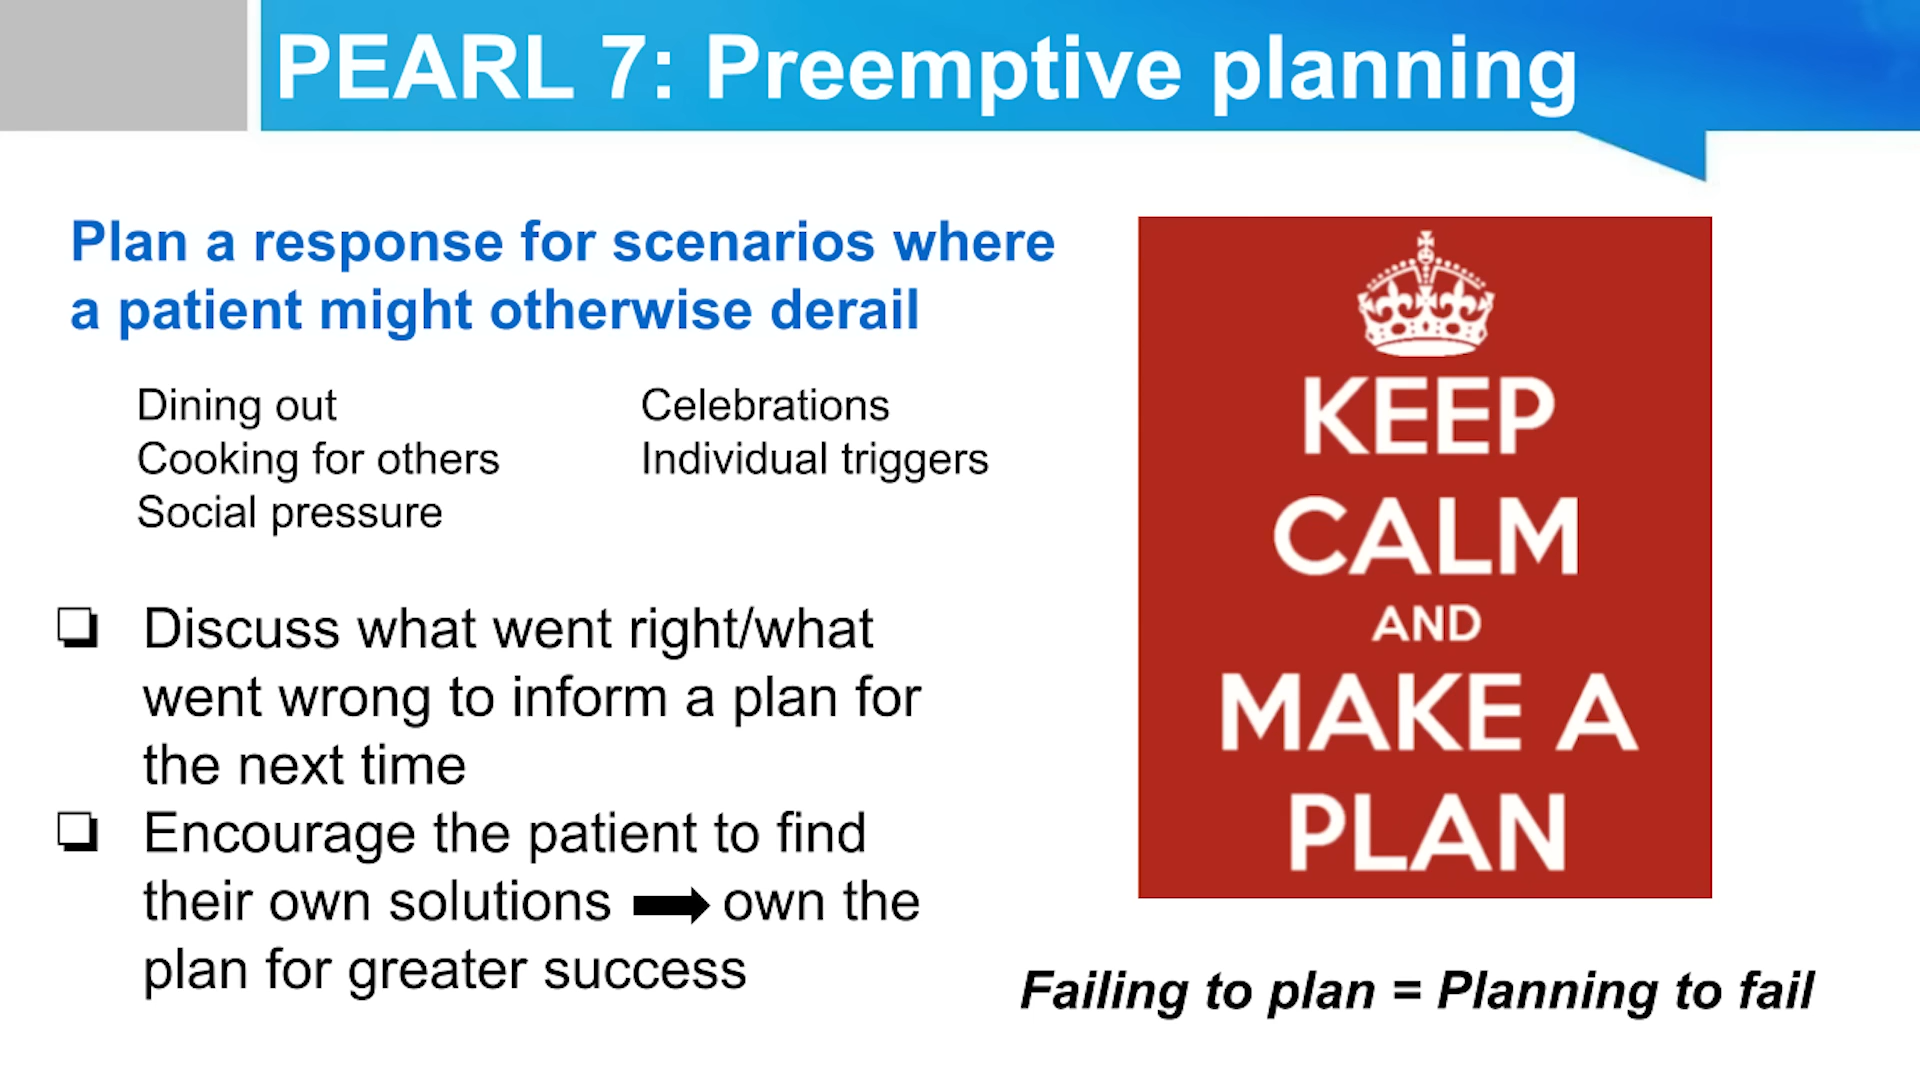 PEARL 7: Preemptive planning
Plan a response for scenarios where
a patient might otherwise derail
Dining out
Cooking for others
Social pressure
Celebrations
Individual triggers
Discuss what went right/what
went wrong to inform a plan for
the next time
Encourage the patient to find
their own solutions ➡ own the
plan for greater success
KEEP
CALM
AND
MAKE A
PLAN
Failing to plan = Planning to fail